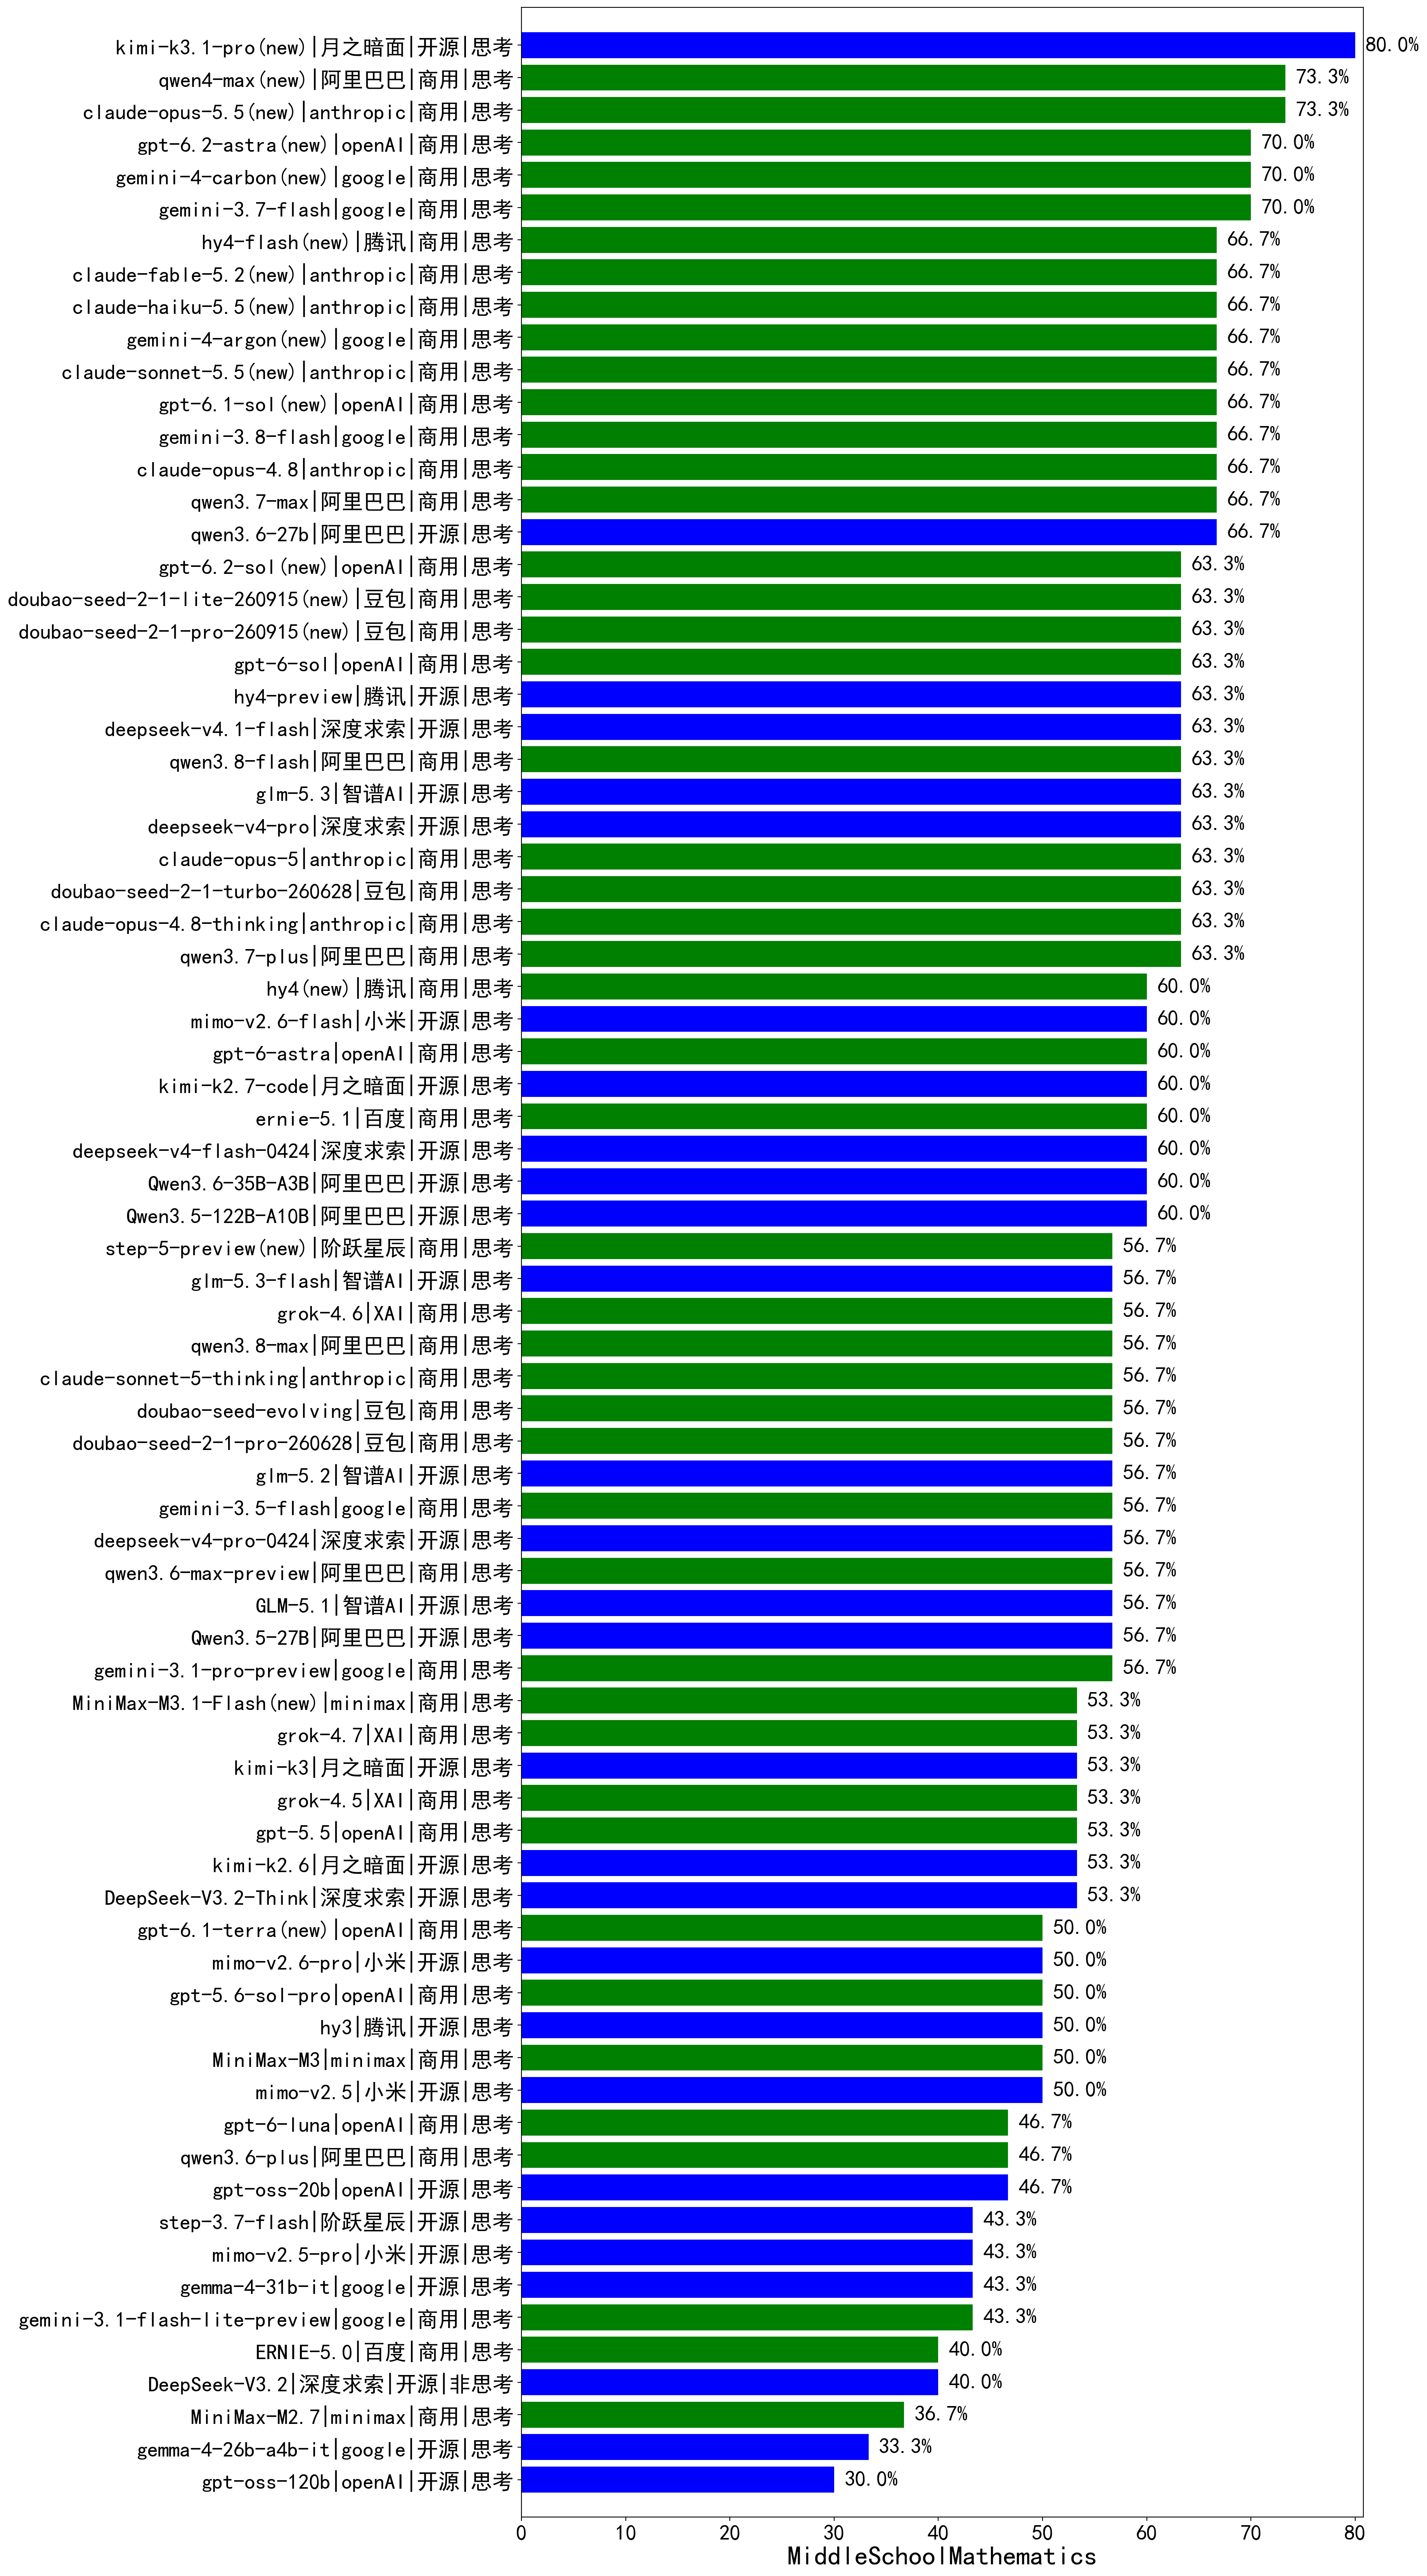 kimi-k3.1-pro(new)|月之暗面|开源|思考 80.0%
qwen4-max(new)|阿里巴巴|商用|思考 73.3%
claude-opus-5.5(new)|anthropic|商用|思考 73.3%
gpt-6.2-astra(new)|openAI|商用|思考 70.0%
gemini-4-carbon(new)|google|商用|思考 70.0%
gemini-3.7-flash|google|商用|思考 70.0%
hy4-flash(new)|腾讯|商用|思考 66.7%
claude-fable-5.2(new)|anthropic|商用|思考 66.7%
claude-haiku-5.5(new)|anthropic|商用|思考 66.7%
gemini-4-argon(new)|google|商用|思考 66.7%
claude-sonnet-5.5(new)|anthropic|商用|思考 66.7%
gpt-6.1-sol(new)|openAI|商用|思考 66.7%
gemini-3.8-flash|google|商用|思考 66.7%
claude-opus-4.8|anthropic|商用|思考 66.7%
qwen3.7-max|阿里巴巴|商用|思考 66.7%
qwen3.6-27b|阿里巴巴|开源|思考 66.7%
gpt-6.2-sol(new)|openAI|商用|思考 63.3%
doubao-seed-2-1-lite-260915(new)|豆包|商用|思考 63.3%
doubao-seed-2-1-pro-260915(new)|豆包|商用|思考 63.3%
gpt-6-sol|openAI|商用|思考 63.3%
hy4-preview|腾讯|开源|思考 63.3%
deepseek-v4.1-flash|深度求索|开源|思考 63.3%
qwen3.8-flash|阿里巴巴|商用|思考 63.3%
glm-5.3|智谱AI|开源|思考 63.3%
deepseek-v4-pro|深度求索|开源|思考 63.3%
claude-opus-5|anthropic|商用|思考 63.3%
doubao-seed-2-1-turbo-260628|豆包|商用|思考 63.3%
claude-opus-4.8-thinking|anthropic|商用|思考 63.3%
qwen3.7-plus|阿里巴巴|商用|思考 63.3%
hy4(new)|腾讯|商用|思考 60.0%
mimo-v2.6-flash|小米|开源|思考 60.0%
gpt-6-astra|openAI|商用|思考 60.0%
kimi-k2.7-code|月之暗面|开源|思考 60.0%
ernie-5.1|百度|商用|思考 60.0%
deepseek-v4-flash-0424|深度求索|开源|思考 60.0%
Qwen3.6-35B-A3B|阿里巴巴|开源|思考 60.0%
Qwen3.5-122B-A10B|阿里巴巴|开源|思考 60.0%
step-5-preview(new)|阶跃星辰|商用|思考 56.7%
glm-5.3-flash|智谱AI|开源|思考 56.7%
grok-4.6|XAI|商用|思考 56.7%
qwen3.8-max|阿里巴巴|商用|思考 56.7%
claude-sonnet-5-thinking|anthropic|商用|思考 56.7%
doubao-seed-evolving|豆包|商用|思考 56.7%
doubao-seed-2-1-pro-260628|豆包|商用|思考 56.7%
glm-5.2|智谱AI|开源|思考 56.7%
gemini-3.5-flash|google|商用|思考 56.7%
deepseek-v4-pro-0424|深度求索|开源|思考 56.7%
qwen3.6-max-preview|阿里巴巴|商用|思考 56.7%
GLM-5.1|智谱AI|开源|思考 56.7%
Qwen3.5-27B|阿里巴巴|开源|思考 56.7%
gemini-3.1-pro-preview|google|商用|思考 56.7%
MiniMax-M3.1-Flash(new)|minimax|商用|思考 53.3%
grok-4.7|XAI|商用|思考 53.3%
kimi-k3|月之暗面|开源|思考 53.3%
grok-4.5|XAI|商用|思考 53.3%
gpt-5.5|openAI|商用|思考 53.3%
kimi-k2.6|月之暗面|开源|思考 53.3%
DeepSeek-V3.2-Think|深度求索|开源|思考 53.3%
gpt-6.1-terra(new)|openAI|商用|思考 50.0%
mimo-v2.6-pro|小米|开源|思考 50.0%
gpt-5.6-sol-pro|openAI|商用|思考 50.0%
hy3|腾讯|开源|思考 50.0%
MiniMax-M3|minimax|商用|思考 50.0%
mimo-v2.5|小米|开源|思考 50.0%
gpt-6-luna|openAI|商用|思考 46.7%
qwen3.6-plus|阿里巴巴|商用|思考 46.7%
gpt-oss-20b|openAI|开源|思考 46.7%
step-3.7-flash|阶跃星辰|开源|思考 43.3%
mimo-v2.5-pro|小米|开源|思考 43.3%
gemma-4-31b-it|google|开源|思考 43.3%
gemini-3.1-flash-lite-preview|google|商用|思考 43.3%
ERNIE-5.0|百度|商用|思考 40.0%
DeepSeek-V3.2|深度求索|开源|非思考 40.0%
MiniMax-M2.7|minimax|商用|思考 36.7%
gemma-4-26b-a4b-it|google|开源|思考 33.3%
gpt-oss-120b|openAI|开源|思考 30.0%
0 10 20 30 40 50 60 70 80
MiddleSchoolMathematics